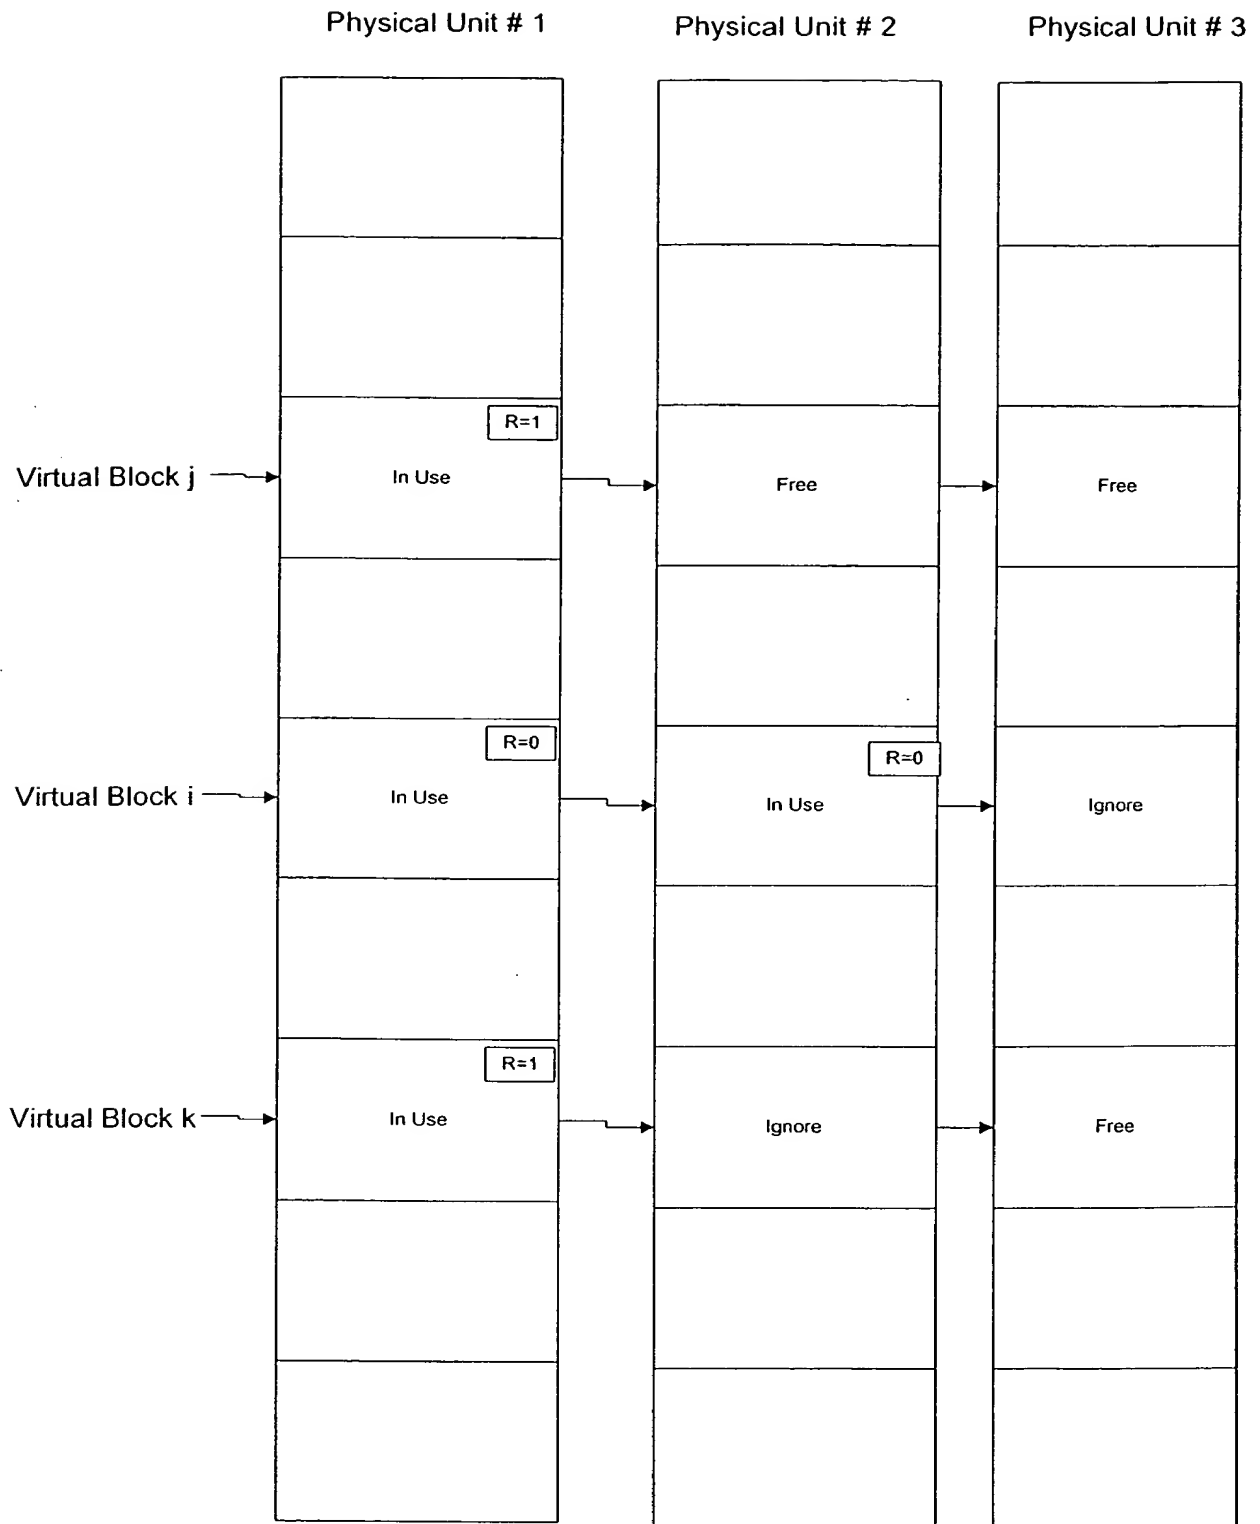 Physical Unit # 1
Physical Unit # 2
Physical Unit # 3
R=1
Virtual Block j
In Use
Free
Free
R=0
R=0
Virtual Block i
In Use
In Use
Ignore
R=1
Virtual Block k
In Use
Ignore
Free